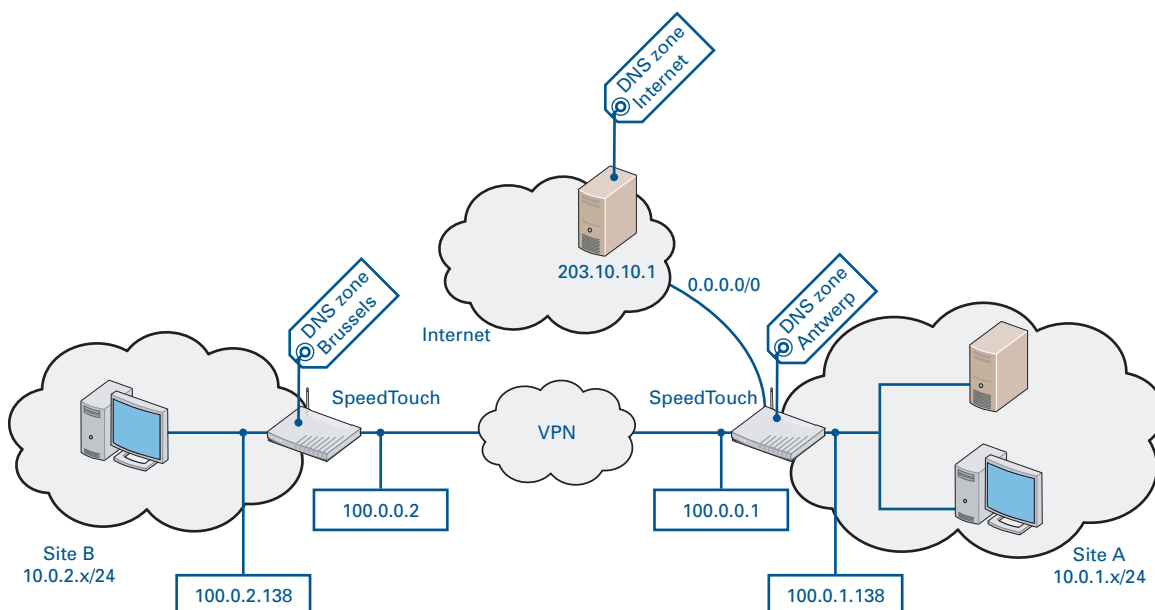 DNS zone
Internet
203.10.10.1
0.0.0.0/0
DNS zone
Brussels
Internet
DNS zone
Antwerp
SpeedTouch
SpeedTouch
VPN
100.0.0.2
100.0.0.1
Site B
10.0.2.x/24
Site A
10.0.1.x/24
100.0.2.138
100.0.1.138